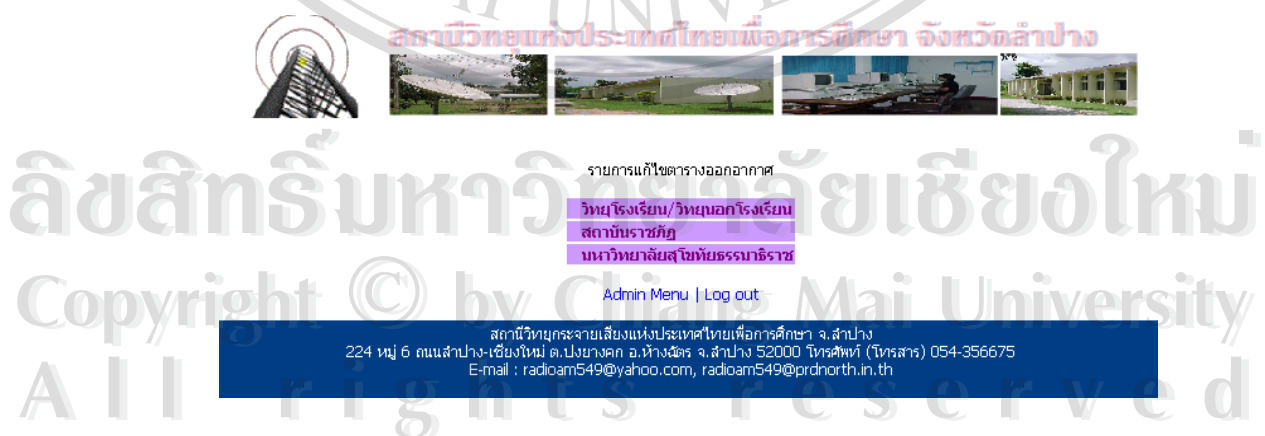 สถานีวิทยุแห่งประเทศไทยเพื่อการศึกษา จังหวัดลำปาง
รายการแก้ไขตารางออกอากาศ
วิทยุโรงเรียน/วิทยุนอกโรงเรียน
สถาบันราชภัฏ
มหาวิทยาลัยสุโขทัยธรรมาธิราช
Admin Menu | Log out
สถานีวิทยุกระจายเสียงแห่งประเทศไทยเพื่อการศึกษา จ.ลำปาง
224 หมู่ 6 ถนนลำปาง-เชียงใหม่ ต.ปงยางคก อ.ห้างฉัตร จ.ลำปาง 52000 โทรศัพท์ (โทรสาร) 054-356675
E-mail : radioam549@yahoo.com, radioam549@prdnorth.in.th
ลิขสิทธิ์มหาวิทยาลัยเชียงใหม่
Copyright © by Chiang Mai University
All rights reserved